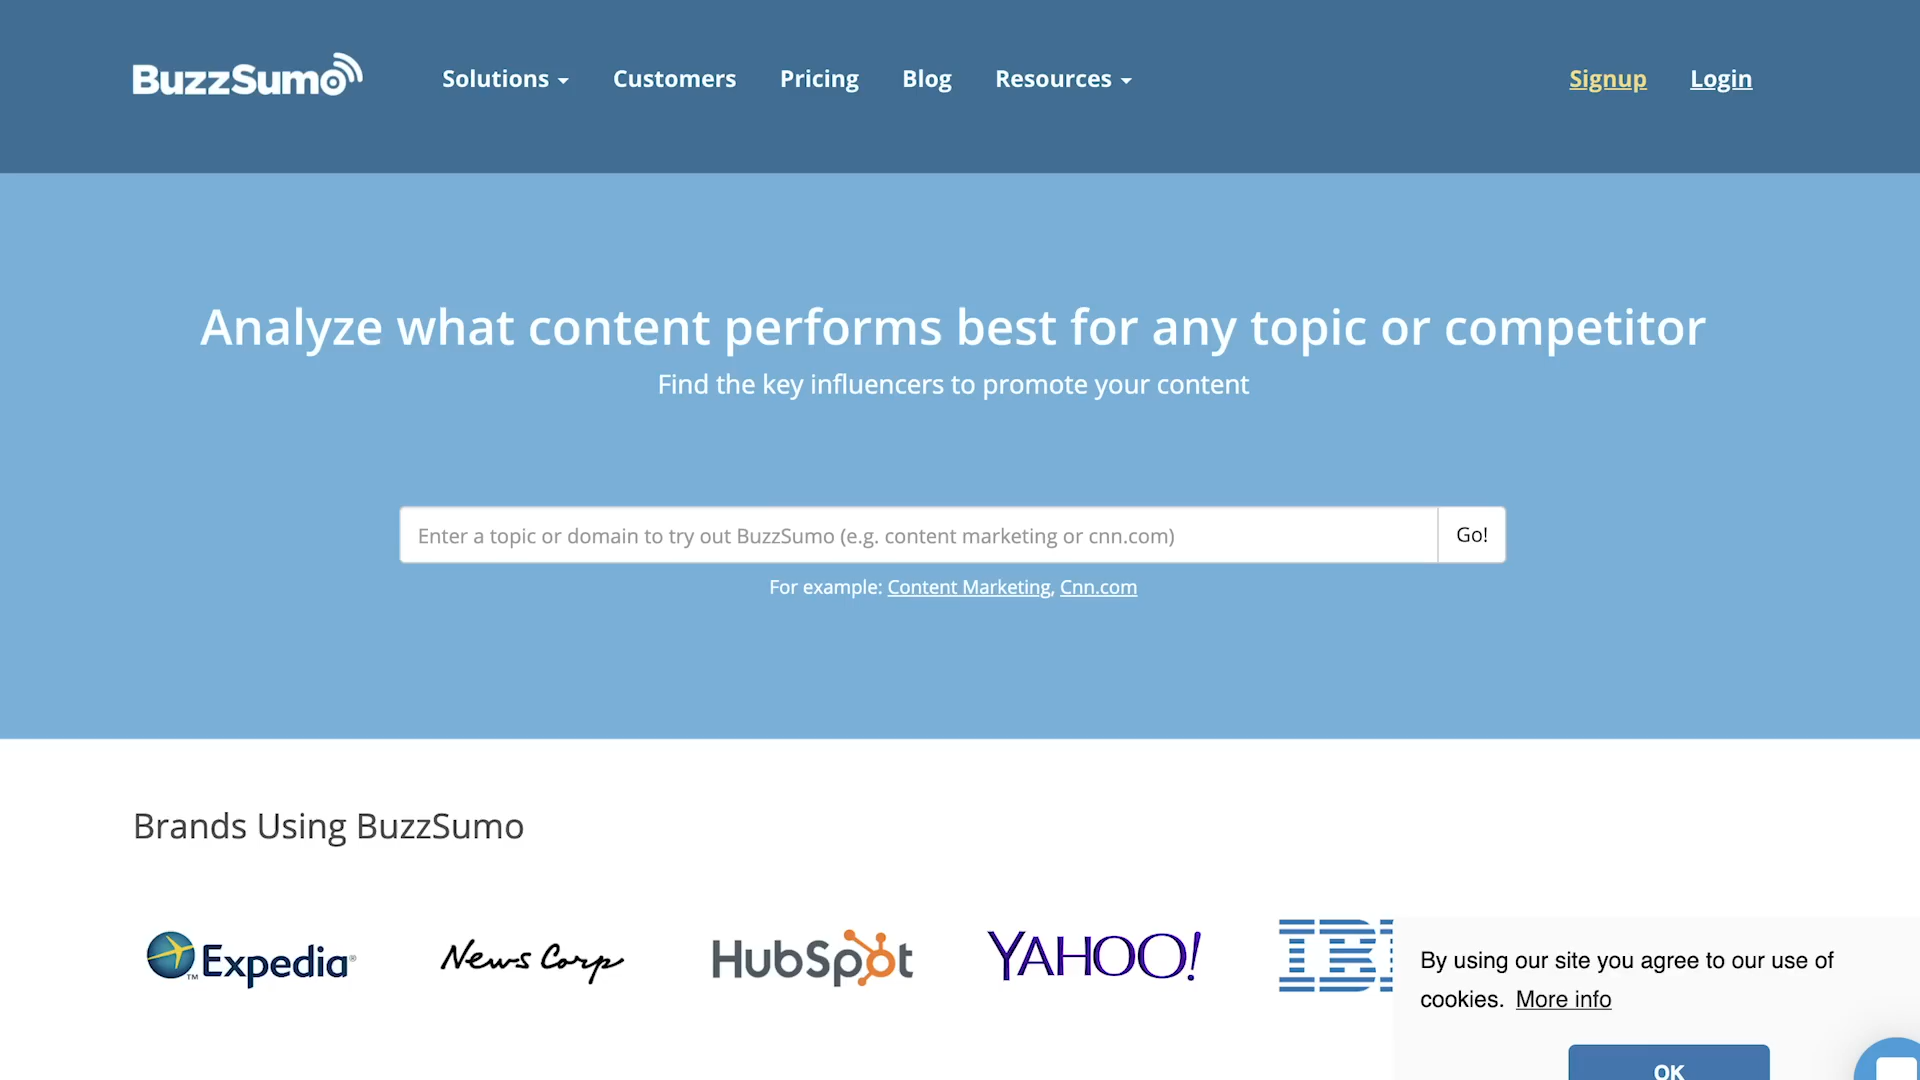 BuzzSumo
Solutions
Customers
Pricing
Blog
Resources
Signup
Login
Analyze what content performs best for any topic or competitor
Find the key influencers to promote your content
Enter a topic or domain to try out BuzzSumo (e.g. content marketing or cnn.com)
Go!
For example: Content Marketing, Cnn.com
Brands Using BuzzSumo
Expedia®
™
News Corp
HubSpot
YAHOO!
IB
By using our site you agree to our use of
cookies. More info
OK